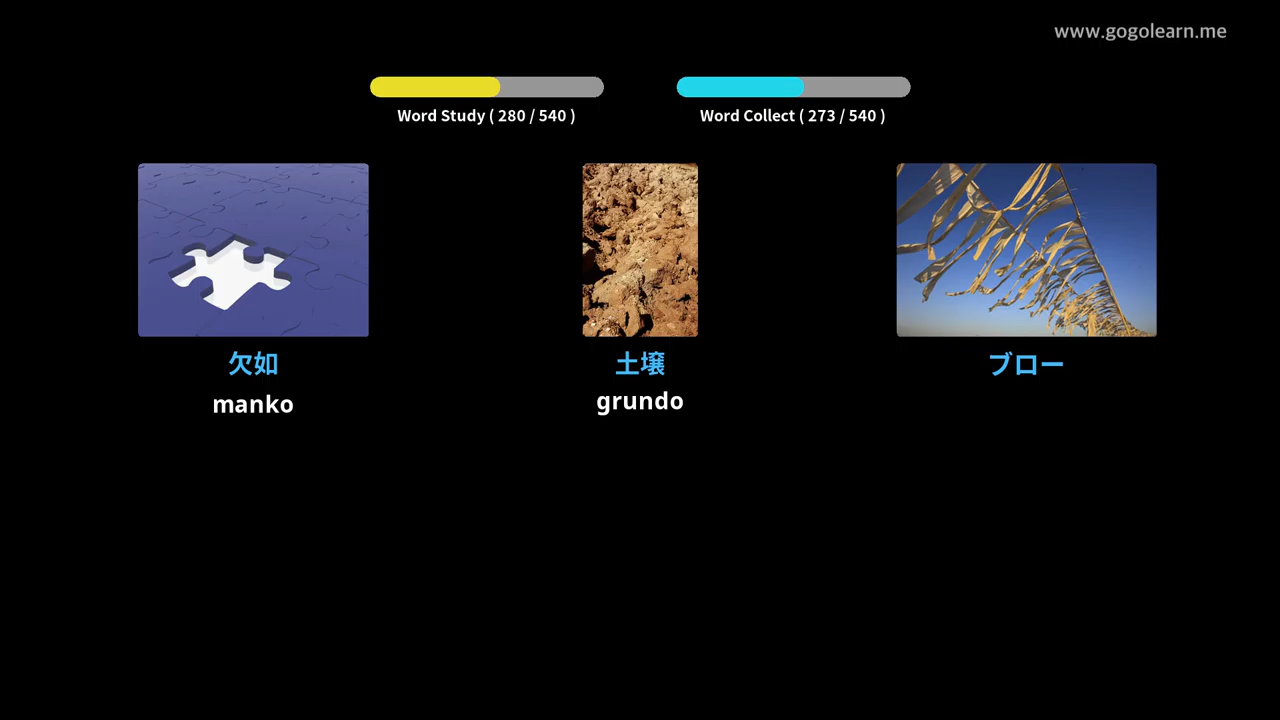 www.gogolearn.me
Word Study ( 280 / 540 )
Word Collect ( 273 / 540 )
欠如
manko
土壌
grundo
ブロー